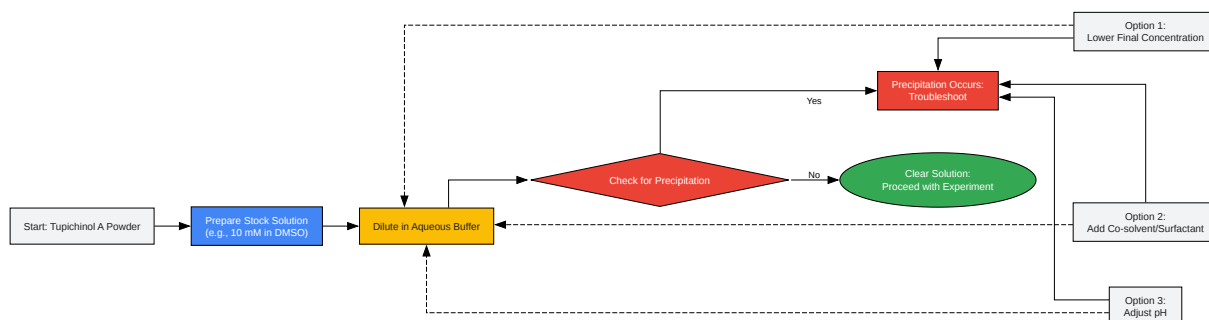 Start: Tupichinol A Powder
Prepare Stock Solution
(e.g., 10 mM in DMSO)
Dilute in Aqueous Buffer
Check for Precipitation
Yes
No
Precipitation Occurs:
Troubleshoot
Clear Solution:
Proceed with Experiment
Option 1:
Lower Final Concentration
Option 2:
Add Co-solvent/Surfactant
Option 3:
Adjust pH